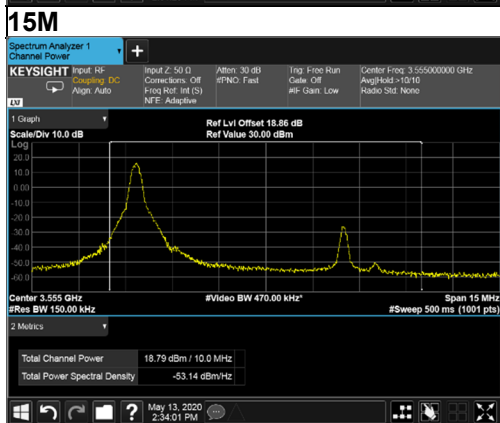 15M
Spectrum Analyzer 1
Channel Power
KEYSIGHT
Input: RF
Coupling: DC
Align: Auto
Input Z: 50 Ω
Corrections: Off
Freq Ref: Int (S)
NFE: Adaptive
Atten: 30 dB
#PNO: Fast
Trig: Free Run
Gate: Off
#IF Gain: Low
Center Freq: 3.555000000 GHz
Avg|Hold:>10/10
Radio Std: None
LXI
1 Graph
Scale/Div 10.0 dB
Ref Lvl Offset 18.86 dB
Ref Value 30.00 dBm
Log
20.0
10.0
0.00
-10.0
-20.0
-30.0
-40.0
-50.0
-60.0
Center 3.555 GHz
#Video BW 470.00 kHz*
Span 15 MHz
#Res BW 150.00 kHz
#Sweep 500 ms (1001 pts)
2 Metrics
Total Channel Power 18.79 dBm / 10.0 MHz
Total Power Spectral Density -53.14 dBm/Hz
?
May 13, 2020
2:34:01 PM